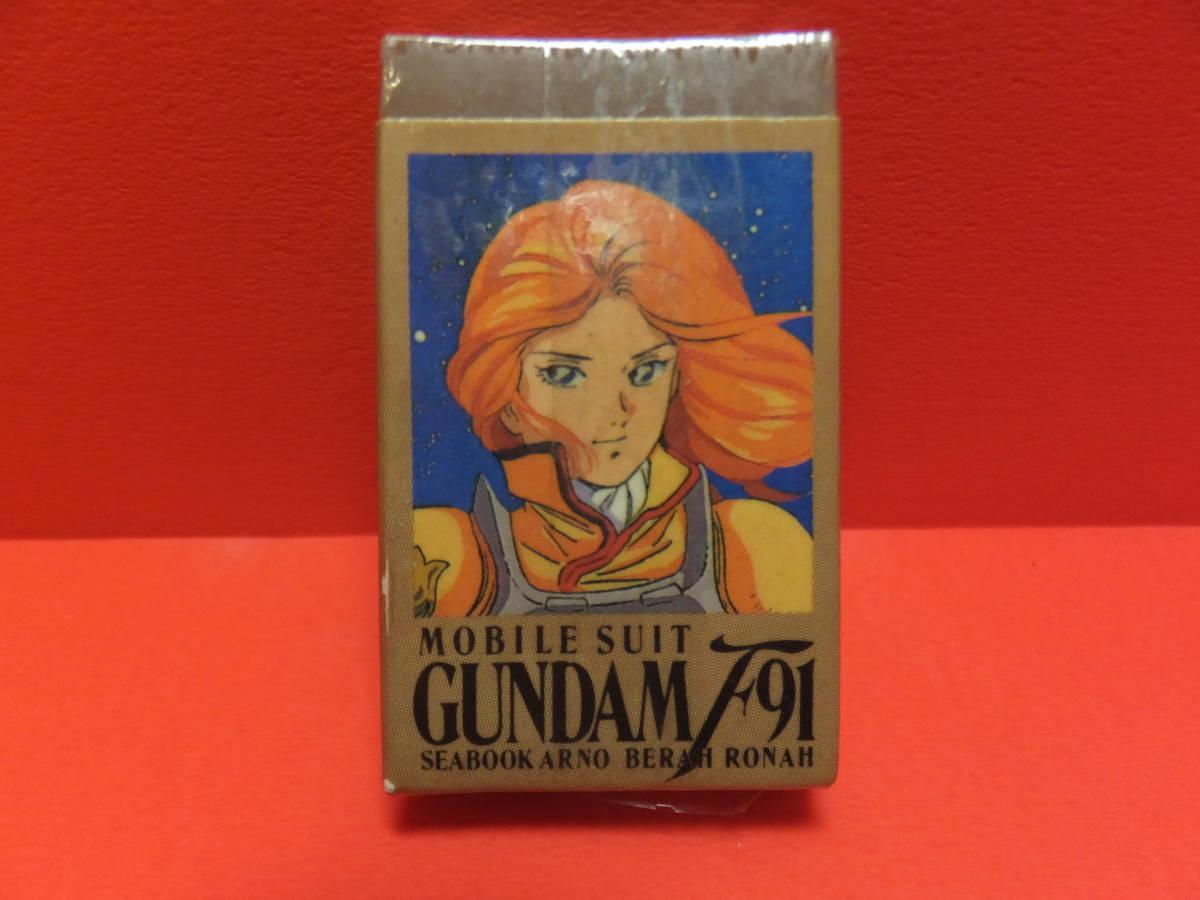 MOBILE SUIT
GUNDAM F91
SEABOOK ARNO BERAH RONAH